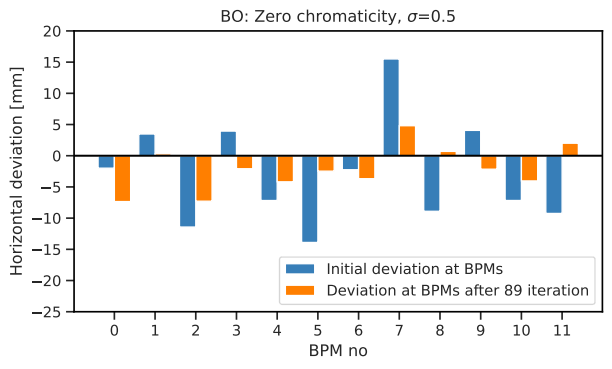 BO: Zero chromaticity, σ=0.5
Horizontal deviation [mm]
20
15
10
5
0
−5
−10
−15
−20
−25
Initial deviation at BPMs
Deviation at BPMs after 89 iteration
0 1 2 3 4 5 6 7 8 9 10 11
BPM no